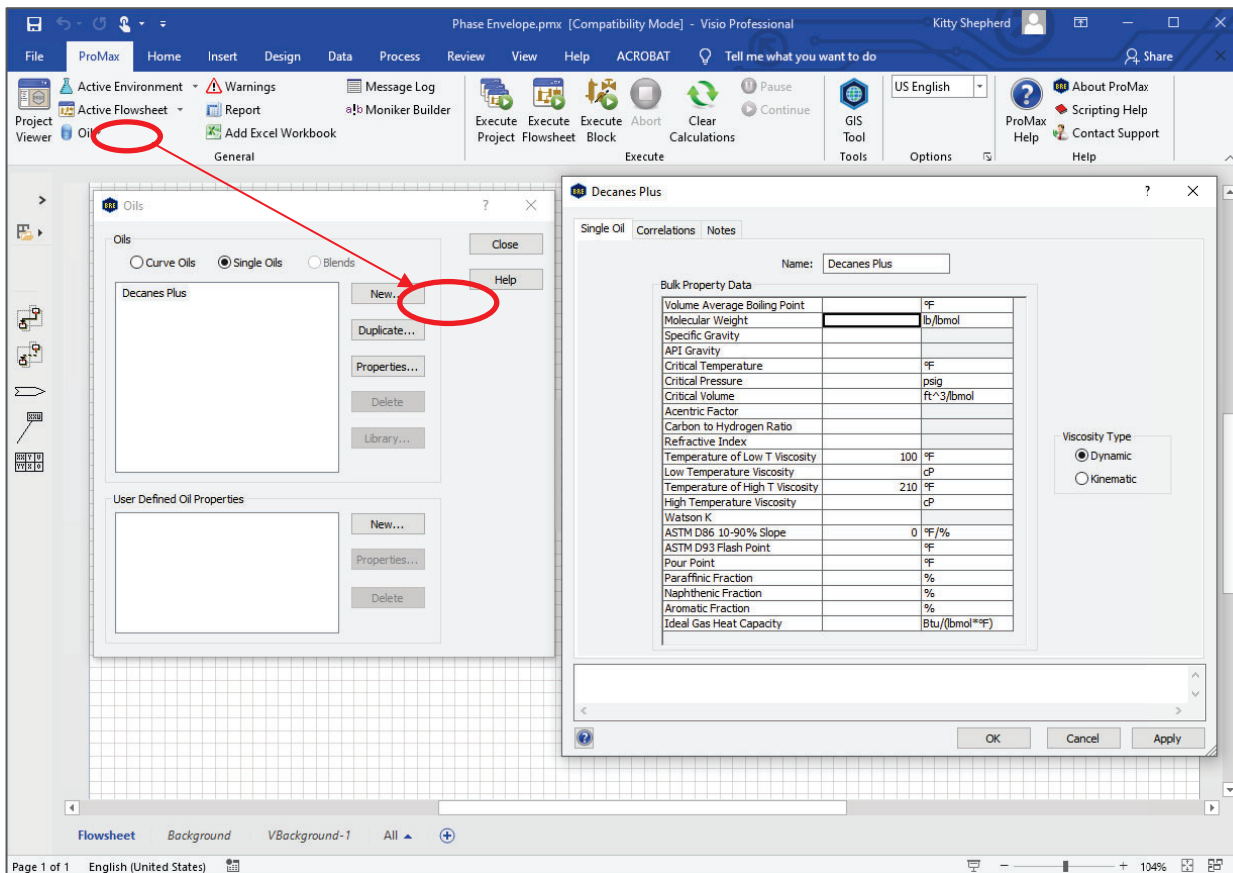 Phase Envelope.pmx [Compatibility Mode] - Visio Professional
Kitty Shepherd
File ProMax Home Insert Design Data Process Review View Help ACROBAT Tell me what you want to do Share
Project Viewer
Active Environment
Active Flowsheet
Oil
Warnings
Report
Add Excel Workbook
Message Log
a!b Moniker Builder
General
Execute Project
Execute Flowsheet
Execute Block
Abort
Clear Calculations
Pause
Continue
Execute
GIS Tool
Tools
US English
Options
ProMax Help
BRE About ProMax
Scripting Help
Contact Support
Help
BRE Oils ?
Oils
Curve Oils Single Oils Blends
Decanes Plus
New...
Duplicate...
Properties...
Delete
Library...
Close
Help
User Defined Oil Properties
New...
Properties...
Delete
BRE Decanes Plus ?
Single Oil Correlations Notes
Name: Decanes Plus
Bulk Property Data
Volume Average Boiling Point °F
Molecular Weight lb/lbmol
Specific Gravity
API Gravity
Critical Temperature °F
Critical Pressure psig
Critical Volume ft^3/lbmol
Acentric Factor
Carbon to Hydrogen Ratio
Refractive Index
Temperature of Low T Viscosity 100 °F
Low Temperature Viscosity cP
Temperature of High T Viscosity 210 °F
High Temperature Viscosity cP
Watson K
ASTM D86 10-90% Slope 0 °F/%
ASTM D93 Flash Point °F
Pour Point °F
Paraffinic Fraction %
Naphthenic Fraction %
Aromatic Fraction %
Ideal Gas Heat Capacity Btu/(lbmol*°F)
Viscosity Type
Dynamic
Kinematic
OK Cancel Apply
Flowsheet Background VBackground-1 All
Page 1 of 1 English (United States) 104%